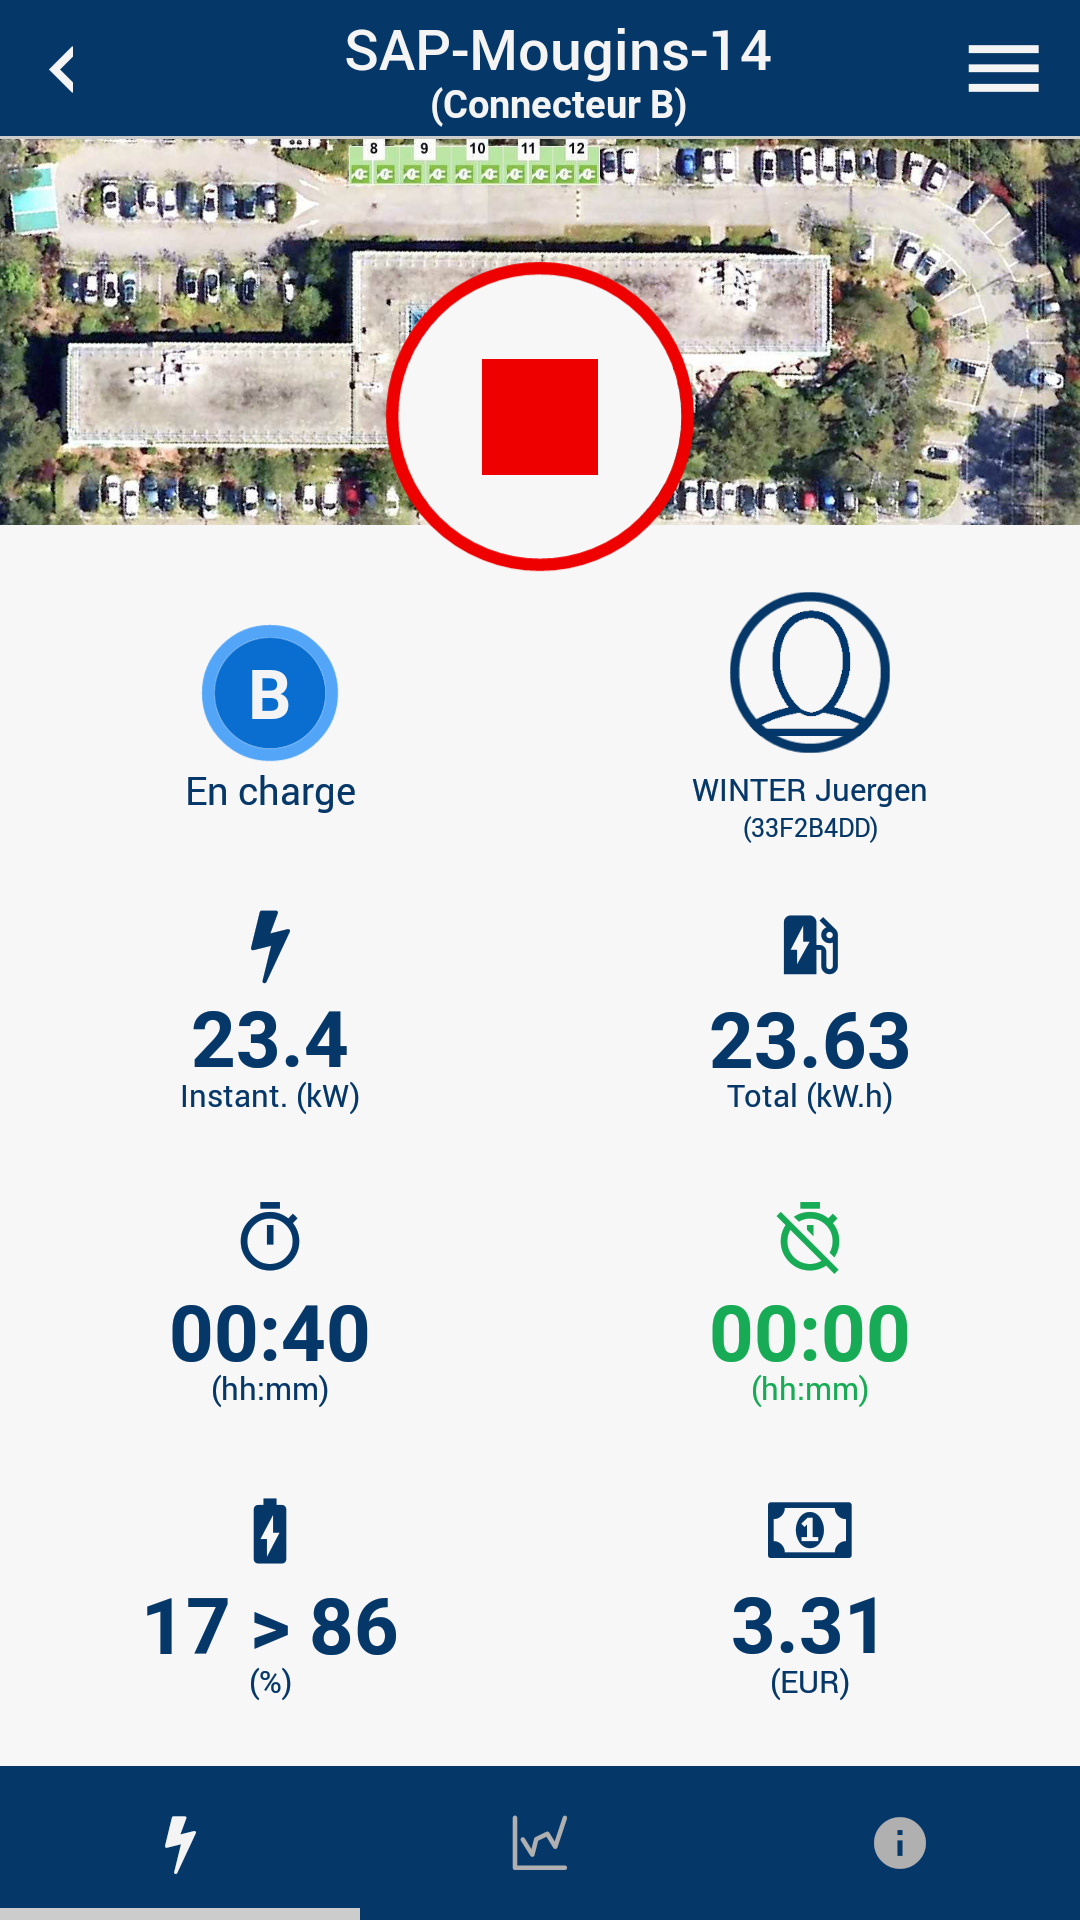 SAP-Mougins-14
(Connecteur B)
8 9 10 11 12
B
En charge
WINTER Juergen
(33F2B4DD)
23.4
Instant. (kW)
23.63
Total (kW.h)
00:40
(hh:mm)
00:00
(hh:mm)
17 > 86
(%)
1
3.31
(EUR)